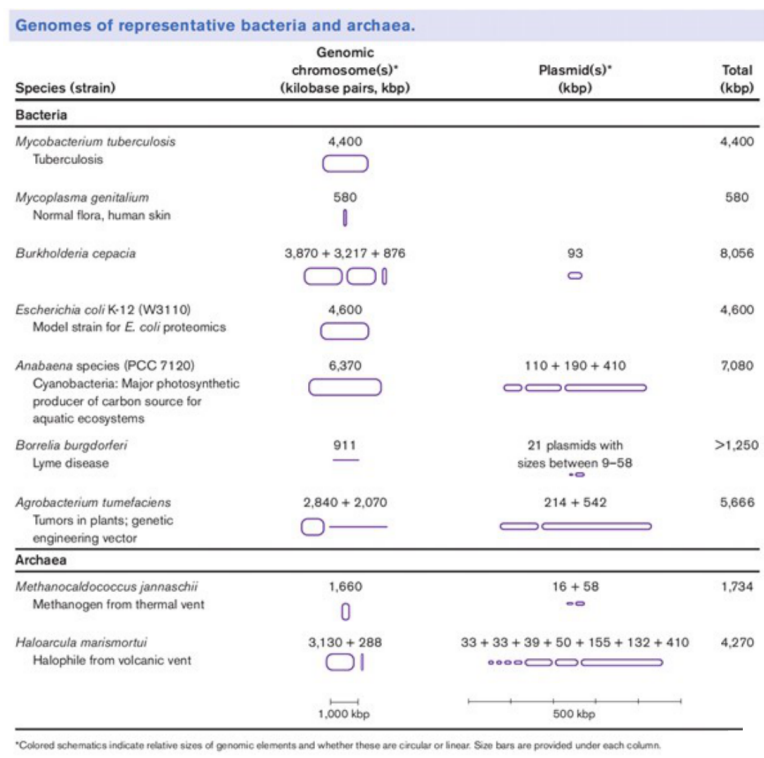 Genomes of representative bacteria and archaea.
Genomic
chromosome(s)* Plasmid(s)* Total
Species (strain) (kilobase pairs, kbp) (kbp) (kbp)
Bacteria
Mycobacterium tuberculosis 4,400 4,400
Tuberculosis
Mycoplasma genitalium 580 580
Normal flora, human skin
Burkholderia cepacia 3,870 + 3,217 + 876 93 8,056
Escherichia coli K-12 (W3110) 4,600 4,600
Model strain for E. coli proteomics
Anabaena species (PCC 7120) 6,370 110 + 190 + 410 7,080
Cyanobacteria: Major photosynthetic
producer of carbon source for
aquatic ecosystems
Borrelia burgdorferi 911 21 plasmids with >1,250
Lyme disease sizes between 9–58
Agrobacterium tumefaciens 2,840 + 2,070 214 + 542 5,666
Tumors in plants; genetic
engineering vector
Archaea
Methanocaldococcus jannaschii 1,660 16 + 58 1,734
Methanogen from thermal vent
Haloarcula marismortui 3,130 + 288 33 + 33 + 39 + 50 + 155 + 132 + 410 4,270
Halophile from volcanic vent
1,000 kbp 500 kbp
*Colored schematics indicate relative sizes of genomic elements and whether these are circular or linear. Size bars are provided under each column.